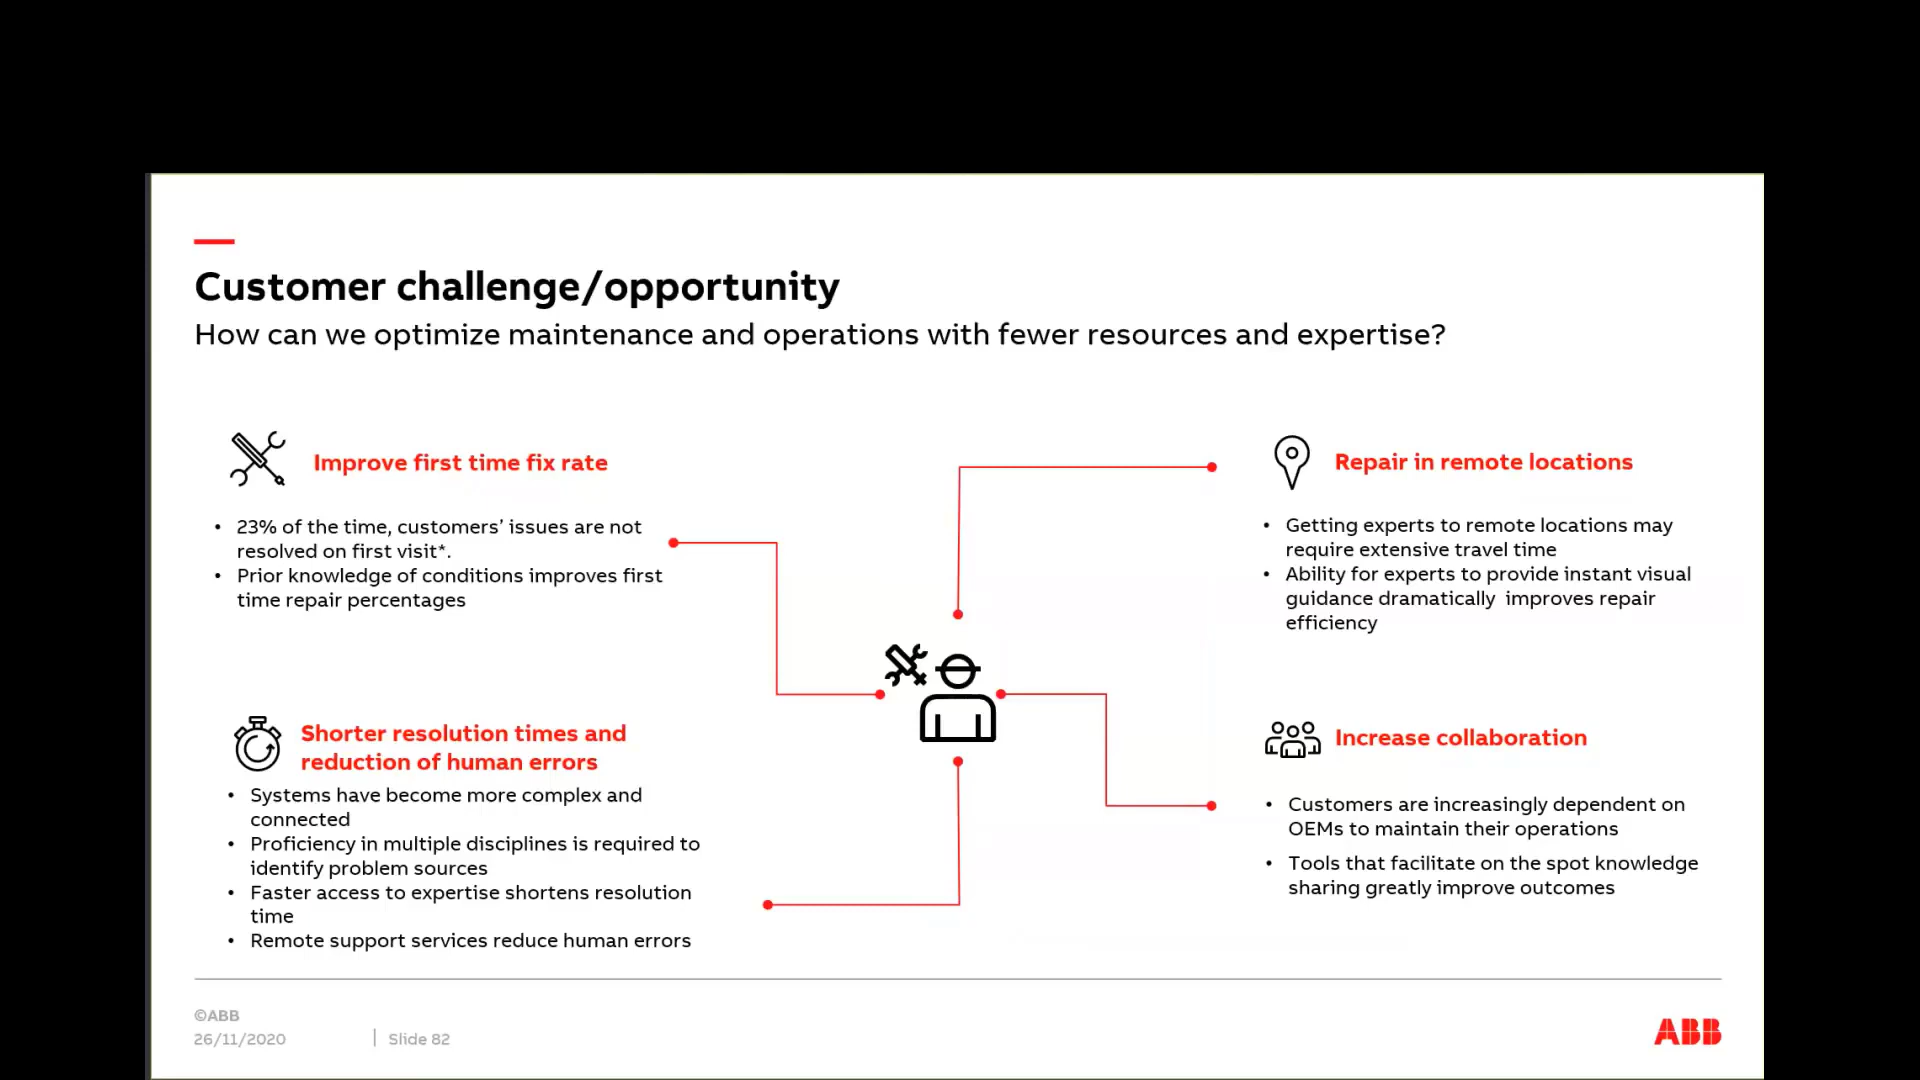 Customer challenge/opportunity
How can we optimize maintenance and operations with fewer resources and expertise?
Improve first time fix rate
• 23% of the time, customers’ issues are not
resolved on first visit*.
• Prior knowledge of conditions improves first
time repair percentages
Repair in remote locations
• Getting experts to remote locations may
require extensive travel time
• Ability for experts to provide instant visual
guidance dramatically  improves repair
efficiency
Shorter resolution times and
reduction of human errors
• Systems have become more complex and
connected
• Proficiency in multiple disciplines is required to
identify problem sources
• Faster access to expertise shortens resolution
time
• Remote support services reduce human errors
Increase collaboration
• Customers are increasingly dependent on
OEMs to maintain their operations
• Tools that facilitate on the spot knowledge
sharing greatly improve outcomes
©ABB
26/11/2020 | Slide 82
ABB